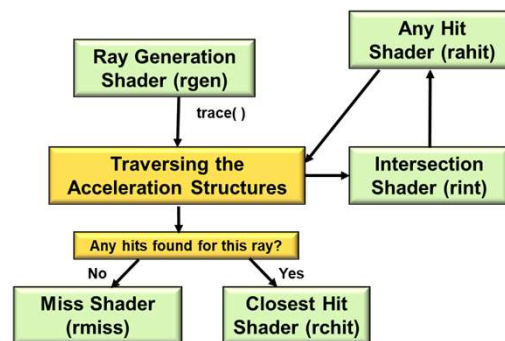 Any Hit
Shader (rahit)
Ray Generation
Shader (rgen)
trace( )
Traversing the
Acceleration Structures
Intersection
Shader (rint)
Any hits found for this ray?
No
Yes
Miss Shader
(rmiss)
Closest Hit
Shader (rchit)